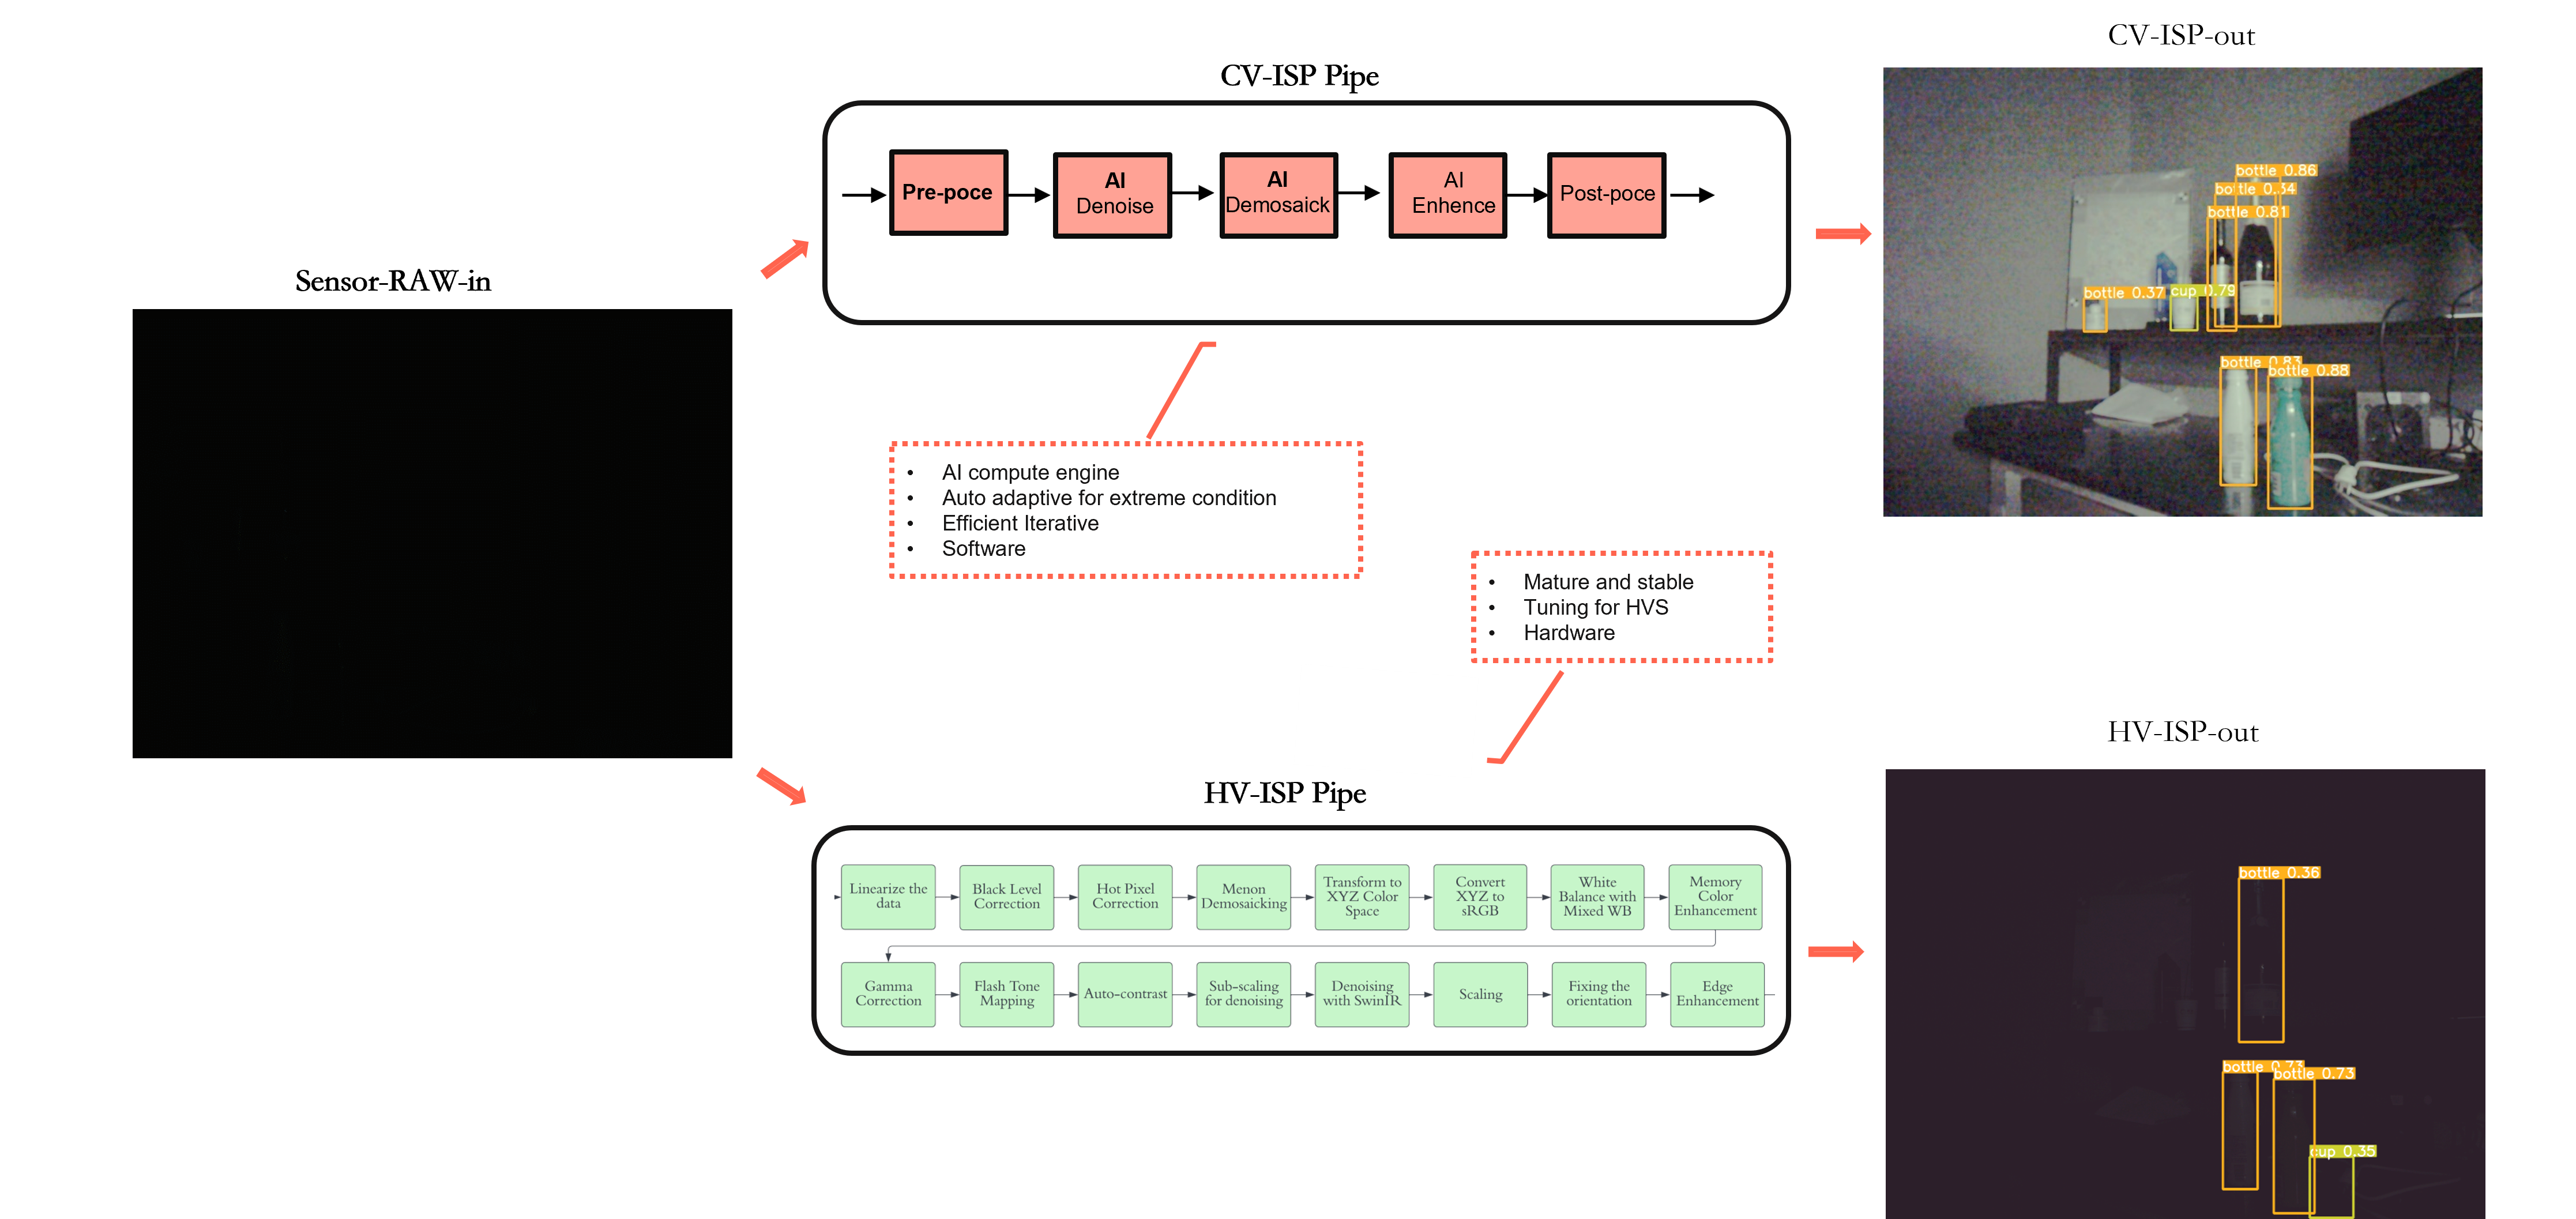 CV-ISP-out
CV-ISP Pipe
Pre-poce
AI
Denoise
AI
Demosaick
AI
Enhence
Post-poce
bottle 0.86
bottle 0.81
bottle 0.37
cup 0.79
bottle 0.83
bottle 0.88
Sensor-RAW-in
• AI compute engine
• Auto adaptive for extreme condition
• Efficient Iterative
• Software
• Mature and stable
• Tuning for HVS
• Hardware
HV-ISP-out
HV-ISP Pipe
Linearize the
data
Black Level
Correction
Hot Pixel
Correction
Menon
Demosaicking
Transform to
XYZ Color
Space
Convert
XYZ to
sRGB
White
Balance with
Mixed WB
Memory
Color
Enhancement
Gamma
Correction
Flash Tone
Mapping
Auto-contrast
Sub-scaling
for denoising
Denoising
with SwinIR
Scaling
Fixing the
orientation
Edge
Enhancement
bottle 0.36
bottle 0.73
bottle 0.73
cup 0.35